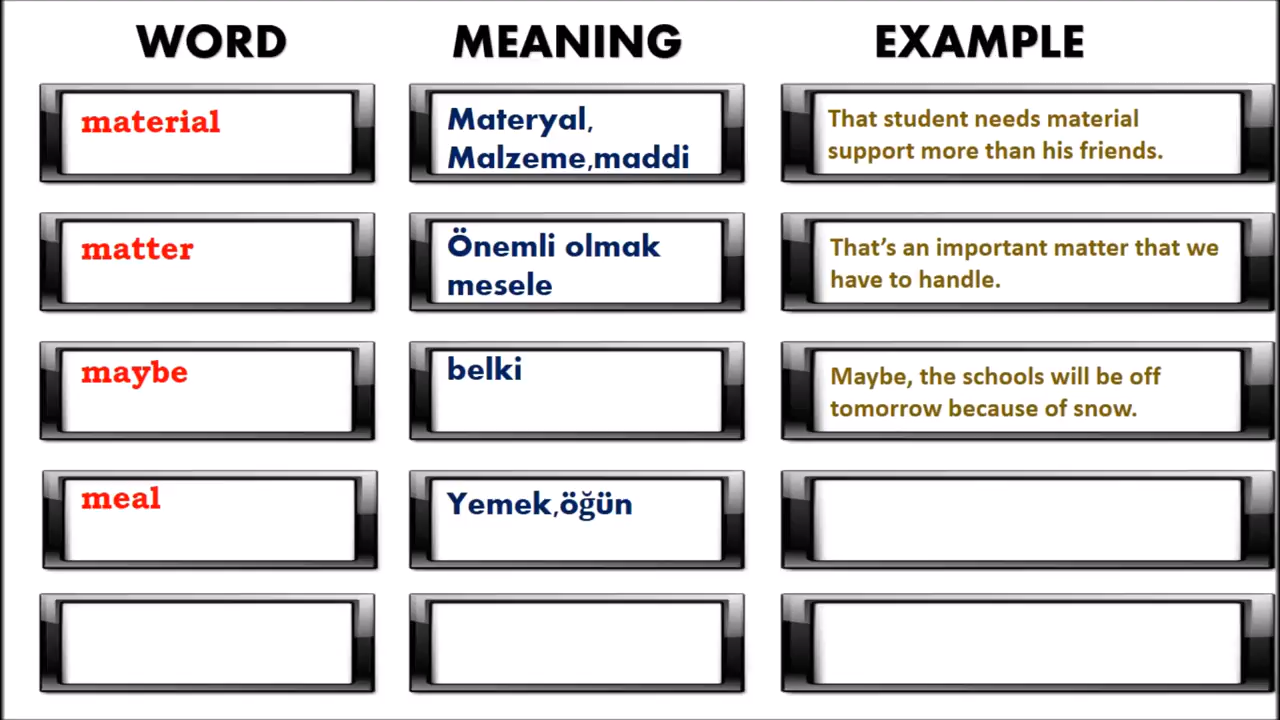 WORD MEANING EXAMPLE
material
Materyal,
Malzeme,maddi
That student needs material
support more than his friends.
matter
Önemli olmak
mesele
That's an important matter that we
have to handle.
maybe
belki
Maybe, the schools will be off
tomorrow because of snow.
meal
Yemek,öğün